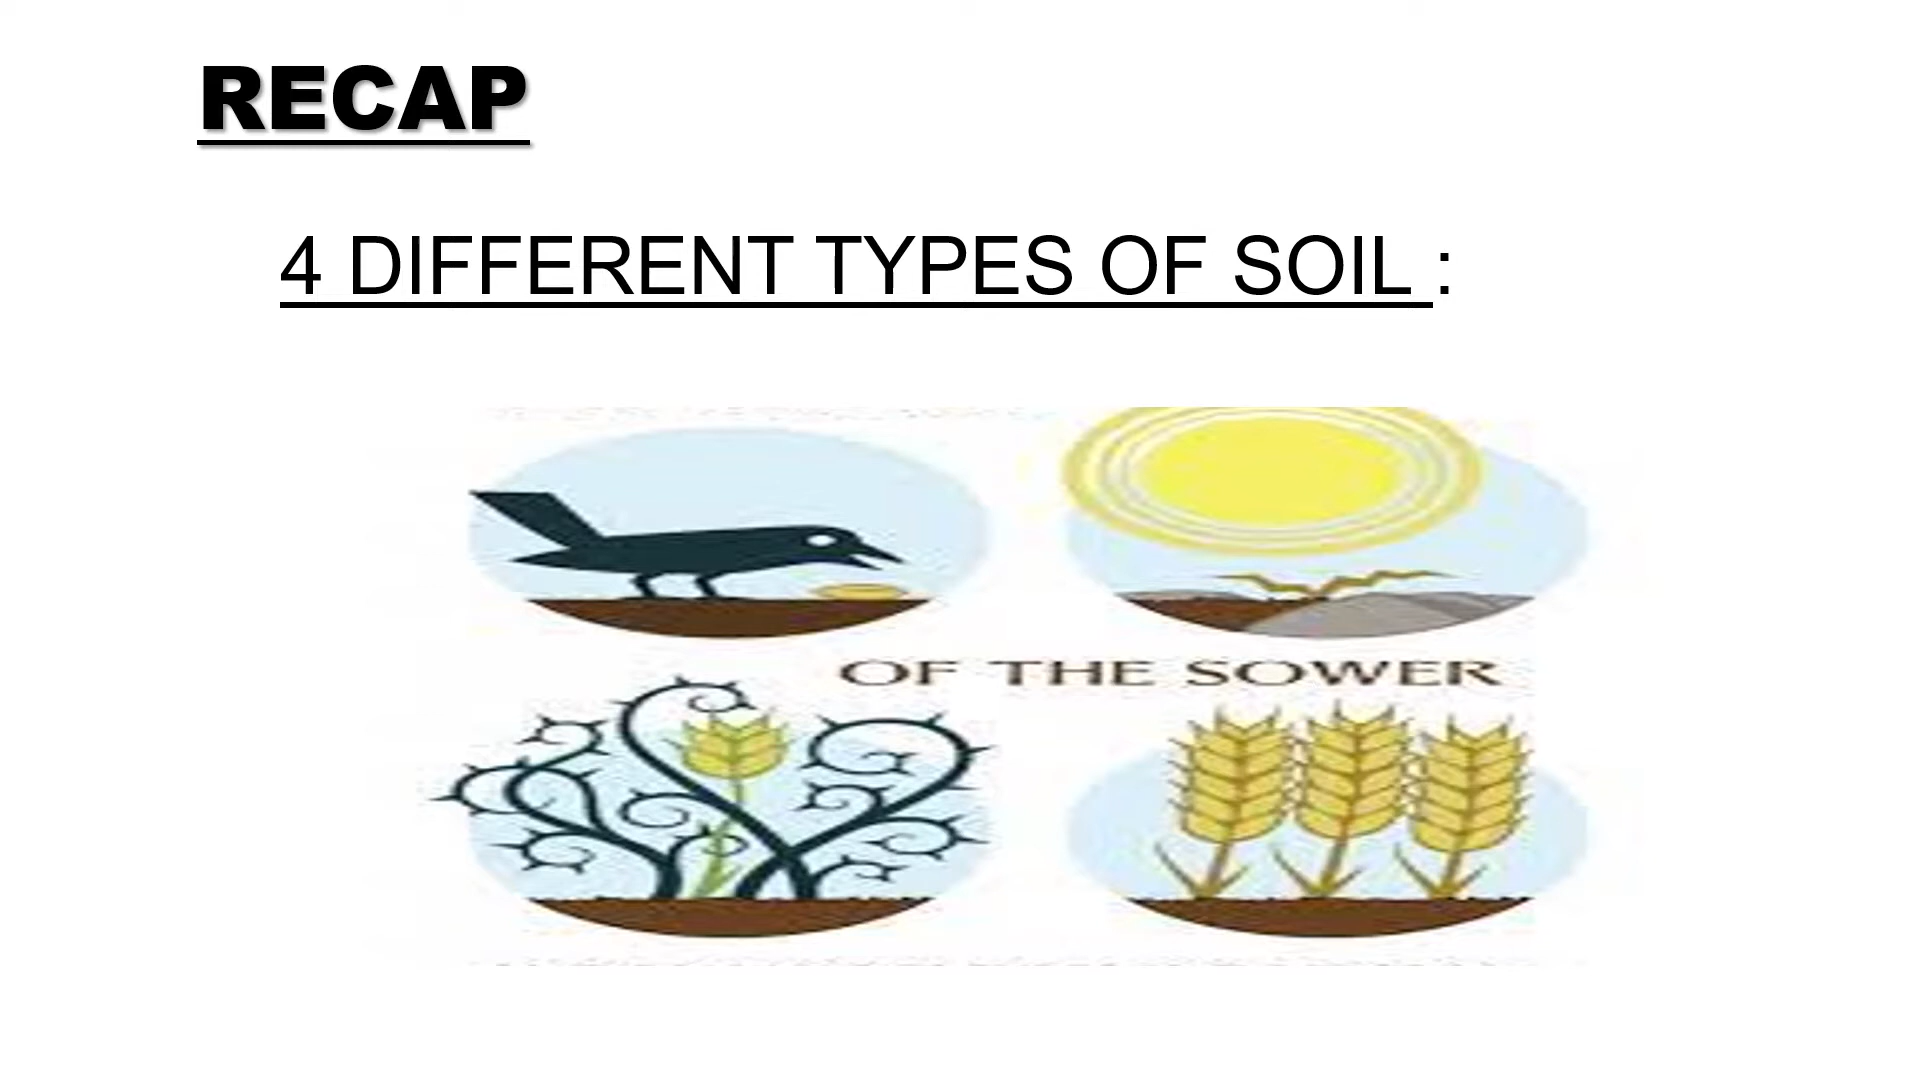 RECAP
4 DIFFERENT TYPES OF SOIL :
OF THE SOWER